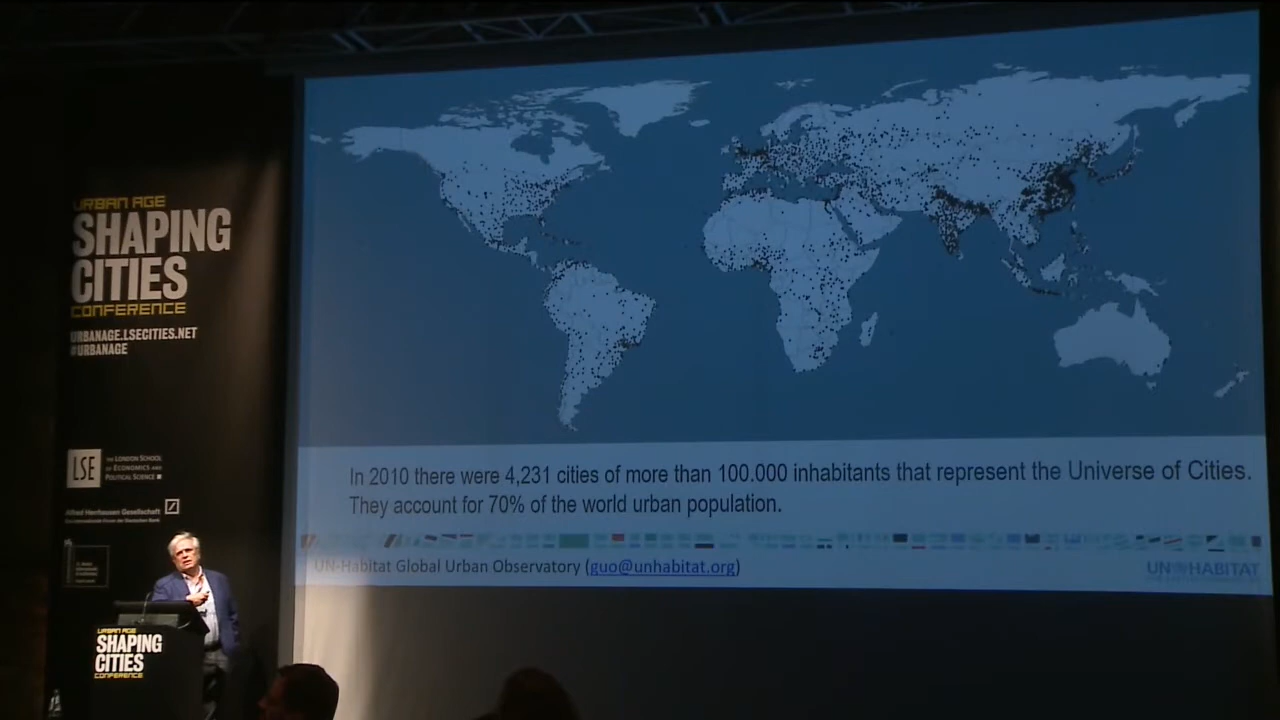 URBAN AGE
SHAPING
CITIES
CONFERENCE
URBANAGE.LSECITIES.NET
#URBANAGE
LSE
THE LONDON SCHOOL
OF ECONOMICS AND
POLITICAL SCIENCE
Alfred Herrhausen Gesellschaft
URBAN AGE
SHAPING
CITIES
CONFERENCE
In 2010 there were 4,231 cities of more than 100.000 inhabitants that represent the Universe of Cities.
They account for 70% of the world urban population.
UN-Habitat Global Urban Observatory (guo@unhabitat.org)
UN HABITAT